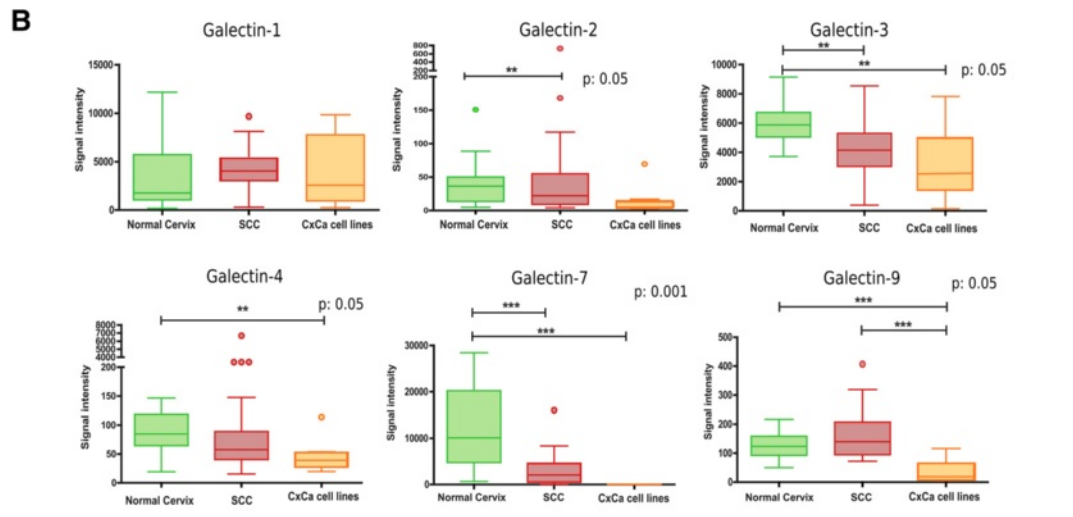 B
Galectin-1
Signal intensity
15000
10000
5000
0
Normal Cervix
SCC
CxCa cell lines
Galectin-2
Signal intensity
800
600
400
200
200
150
100
50
0
**
p: 0.05
Normal Cervix
SCC
CxCa cell lines
Galectin-3
Signal intensity
**
**
p: 0.05
10000
8000
6000
4000
2000
0
Normal Cervix
SCC
CxCa cell lines
Galectin-4
**
p: 0.05
Signal intensity
8000
7000
6000
5000
4000
200
150
100
50
0
Normal Cervix
SCC
CxCa cell lines
Galectin-7
p: 0.001
***
***
Signal intensity
30000
20000
10000
0
Normal Cervix
SCC
CxCa cell lines
Galectin-9
p: 0.05
***
***
Signal intensity
500
400
300
200
100
0
Normal Cervix
SCC
CxCa cell lines